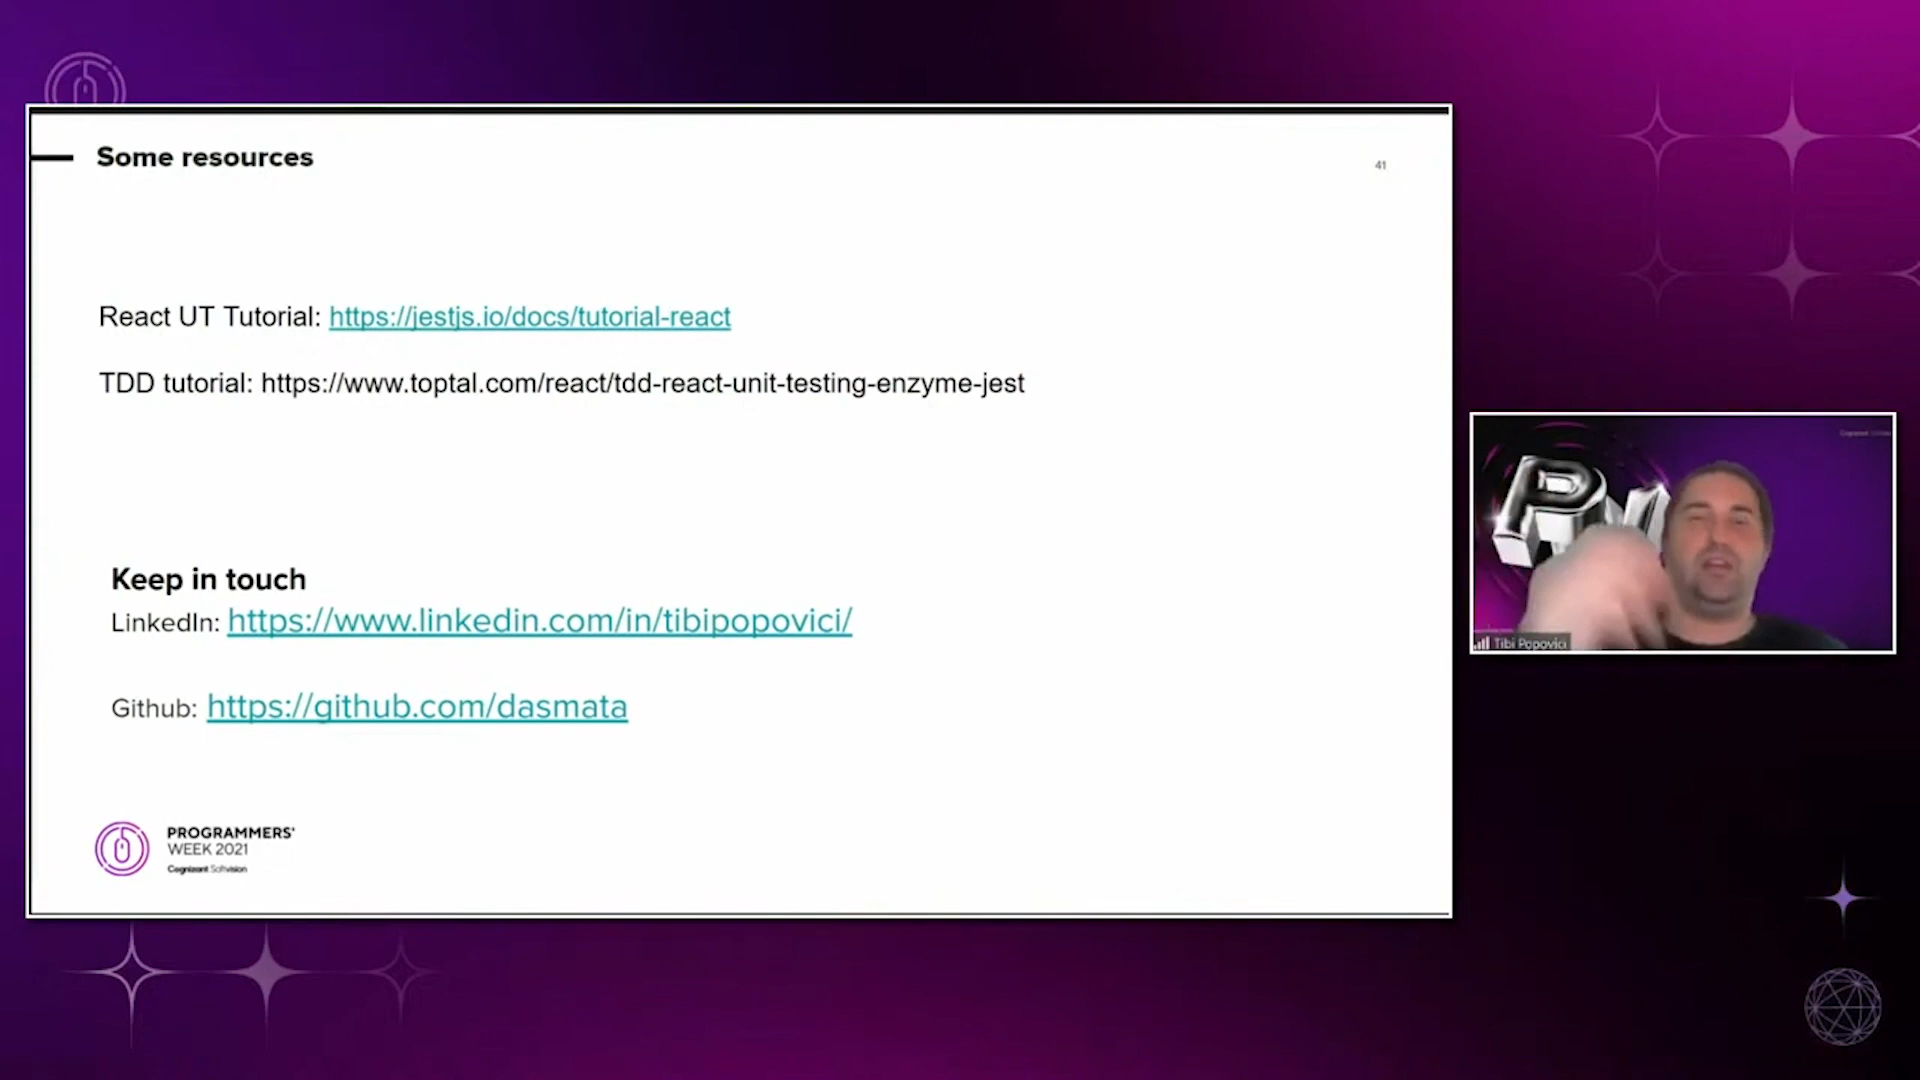 Some resources
41
React UT Tutorial: https://jestjs.io/docs/tutorial-react
TDD tutorial: https://www.toptal.com/react/tdd-react-unit-testing-enzyme-jest
Keep in touch
LinkedIn: https://www.linkedin.com/in/tibipopovici/
Github: https://github.com/dasmata
PROGRAMMERS'
WEEK 2021
Cognizant Softvision
Tibi Popovici